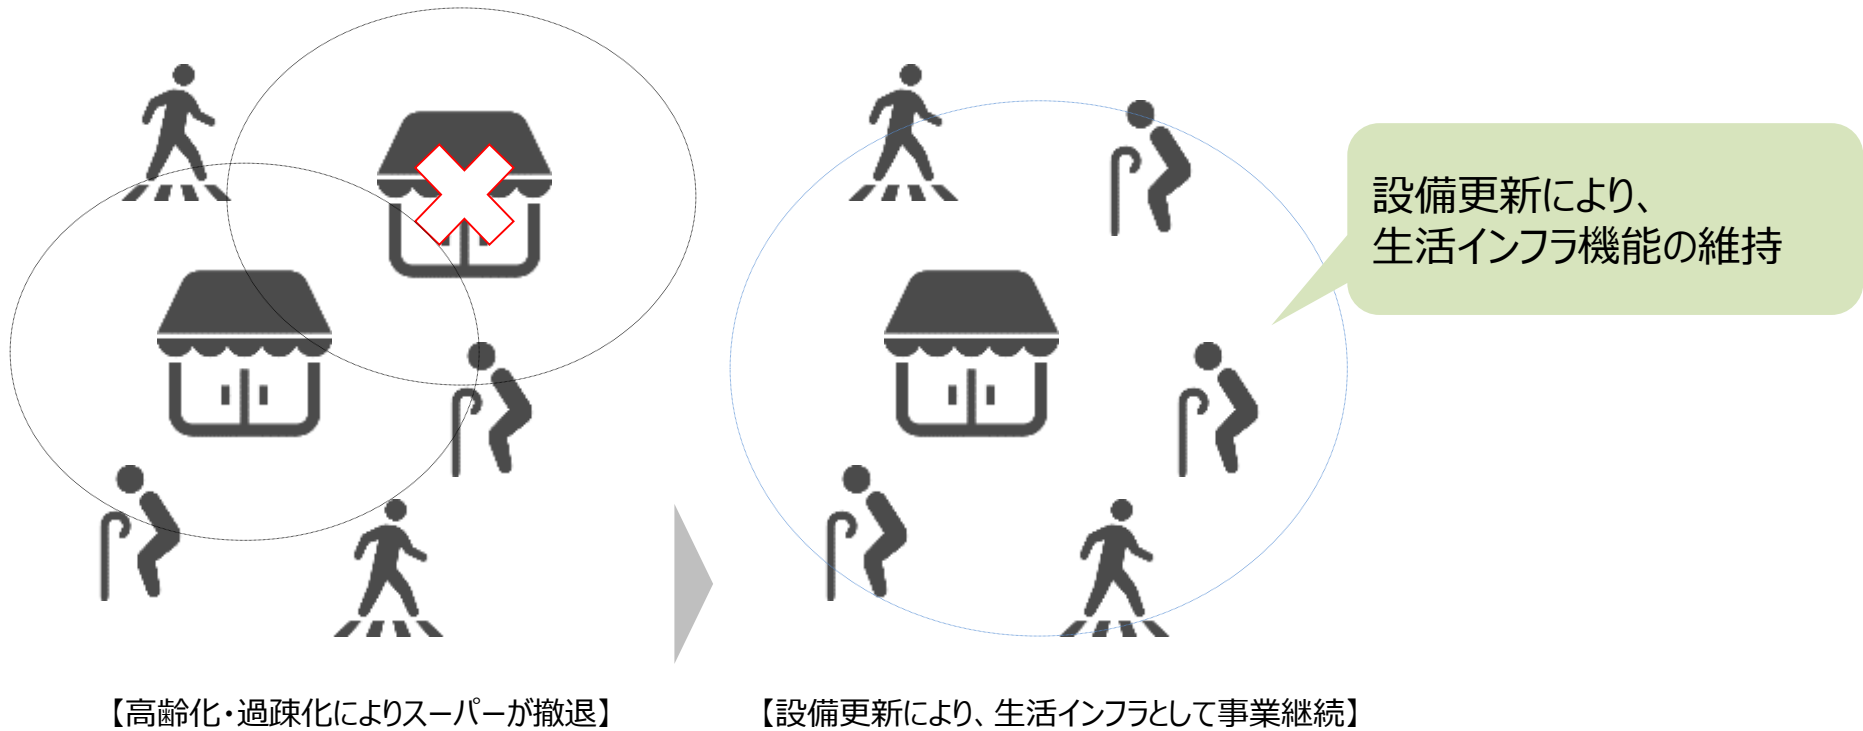 設備更新により、
生活インフラ機能の維持
【高齢化・過疎化によりスーパーが撤退】
【設備更新により、生活インフラとして事業継続】